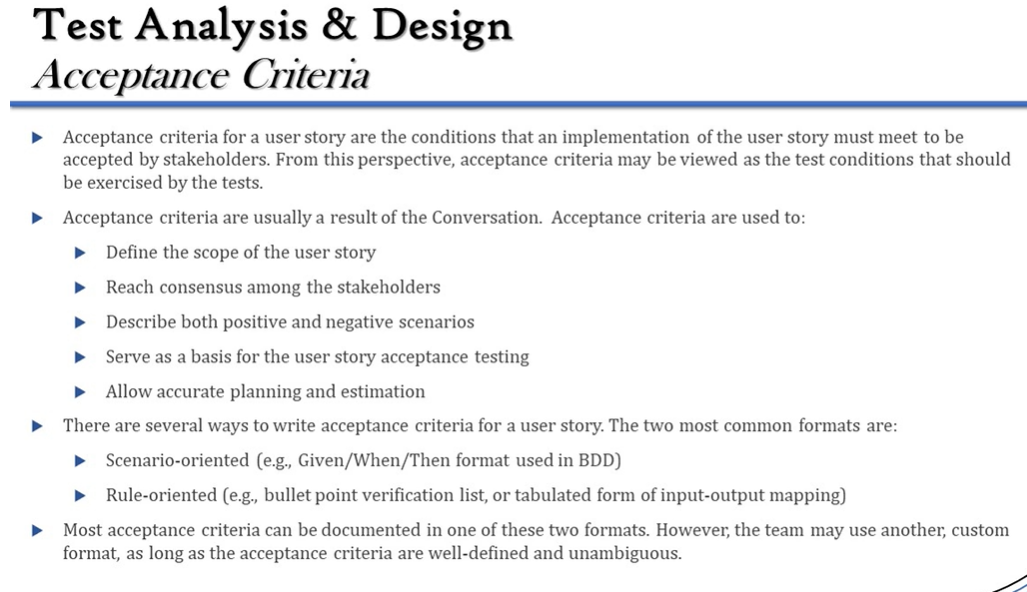 Test Analysis & Design
Acceptance Criteria
Acceptance criteria for a user story are the conditions that an implementation of the user story must meet to be
accepted by stakeholders. From this perspective, acceptance criteria may be viewed as the test conditions that should
be exercised by the tests.
Acceptance criteria are usually a result of the Conversation. Acceptance criteria are used to:
Define the scope of the user story
Reach consensus among the stakeholders
Describe both positive and negative scenarios
Serve as a basis for the user story acceptance testing
Allow accurate planning and estimation
There are several ways to write acceptance criteria for a user story. The two most common formats are:
Scenario-oriented (e.g., Given/When/Then format used in BDD)
Rule-oriented (e.g., bullet point verification list, or tabulated form of input-output mapping)
Most acceptance criteria can be documented in one of these two formats. However, the team may use another, custom
format, as long as the acceptance criteria are well-defined and unambiguous.